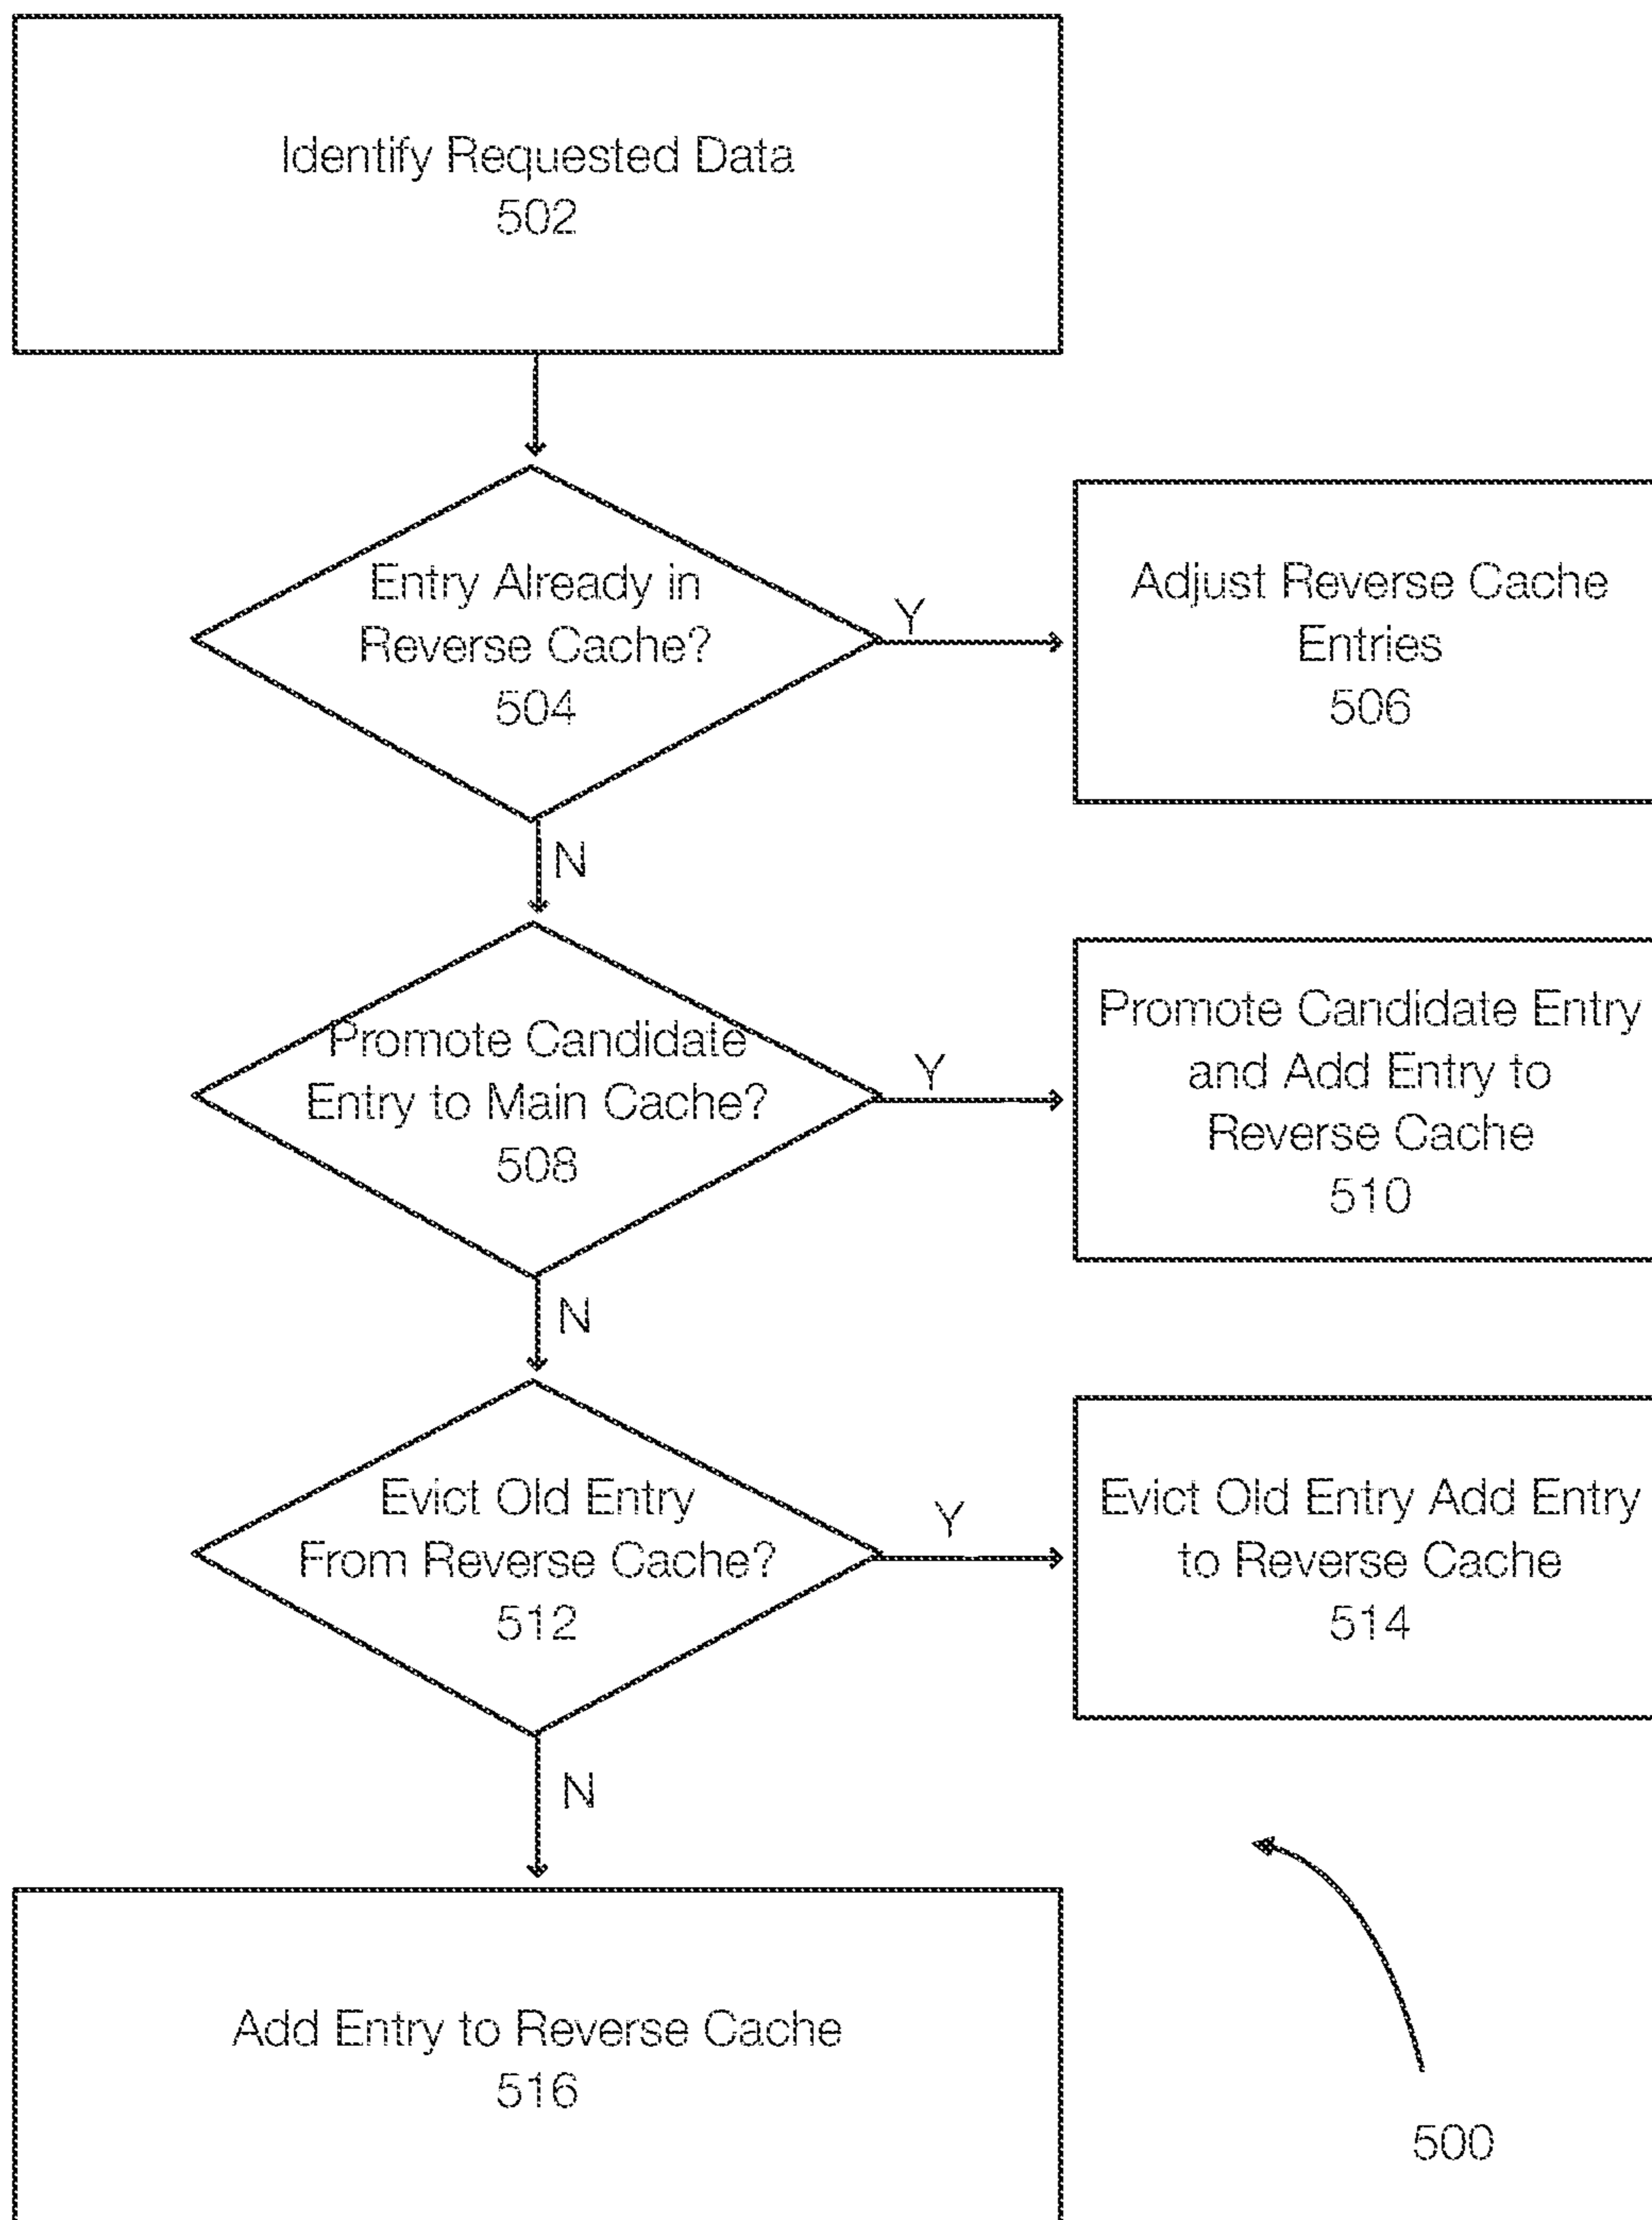 Identify Requested Data
502
Entry Already in
Reverse Cache?
504
Y
Adjust Reverse Cache
Entries
506
N
Promote Candidate
Entry to Main Cache?
508
Y
Promote Candidate Entry
and Add Entry to
Reverse Cache
510
N
Evict Old Entry
From Reverse Cache?
512
Y
Evict Old Entry Add Entry
to Reverse Cache
514
N
Add Entry to Reverse Cache
516
500